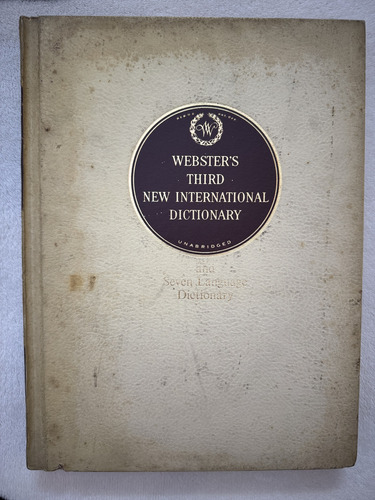 W
WEBSTER'S
THIRD
NEW INTERNATIONAL
DICTIONARY
UNABRIDGED
and
Seven Language
Dictionary